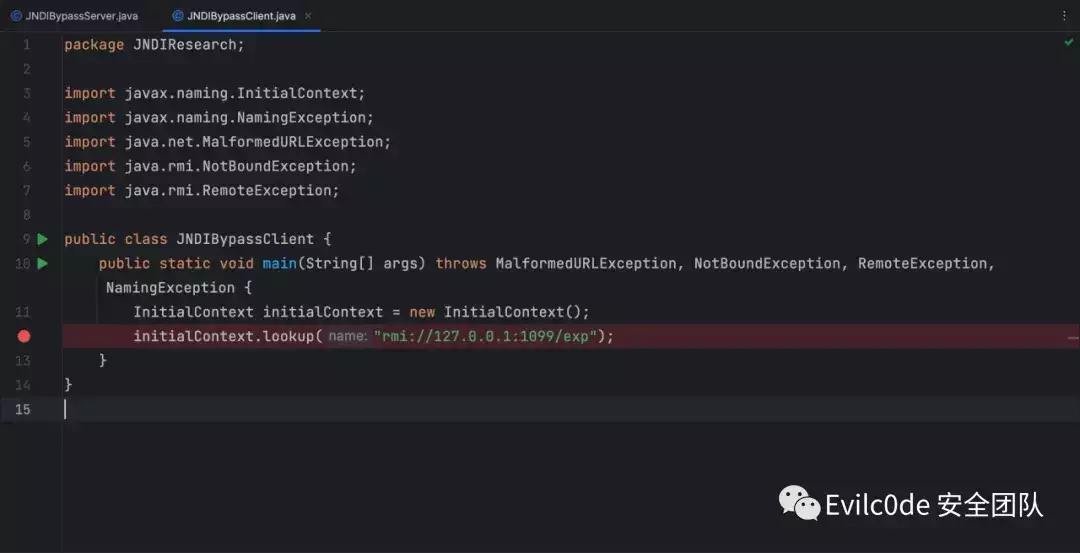 JNDIBypassServer.java JNDIBypassClient.java
1 package JNDIResearch;
2
3 import javax.naming.InitialContext;
4 import javax.naming.NamingException;
5 import java.net.MalformedURLException;
6 import java.rmi.NotBoundException;
7 import java.rmi.RemoteException;
8
9 public class JNDIBypassClient {
10 public static void main(String[] args) throws MalformedURLException, NotBoundException, RemoteException,
NamingException {
11 InitialContext initialContext = new InitialContext();
initialContext.lookup( name: "rmi://127.0.0.1:1099/exp");
13 }
14 }
15
Evilc0de 安全团队